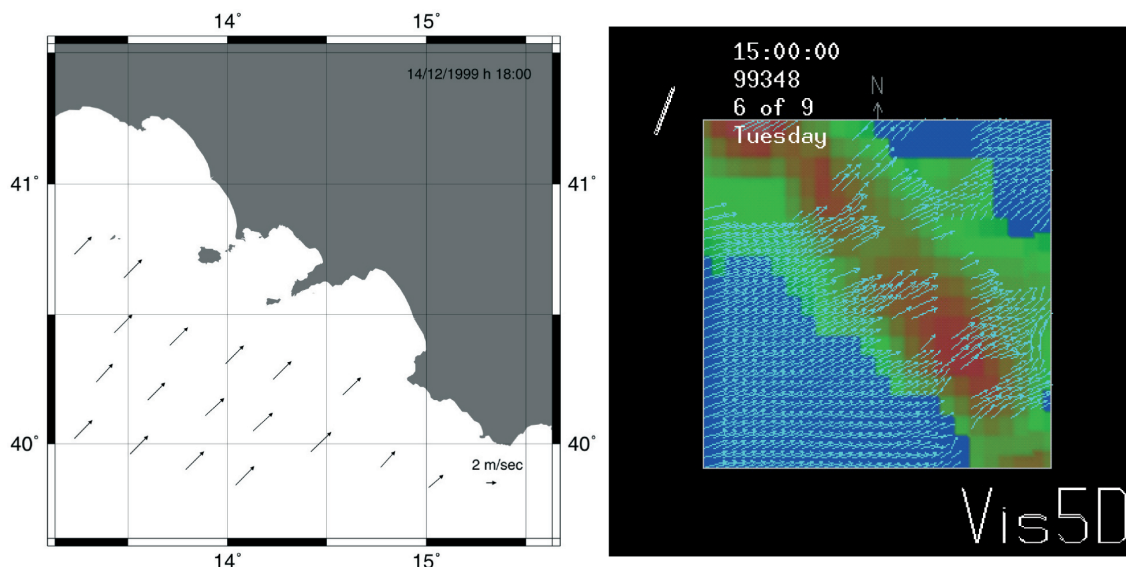 14° 15°
14/12/1999 h 18:00
41° 41°
40° 40°
2 m/sec
14° 15°
15:00:00
99348
6 of 9
Tuesday
N
Vis5D